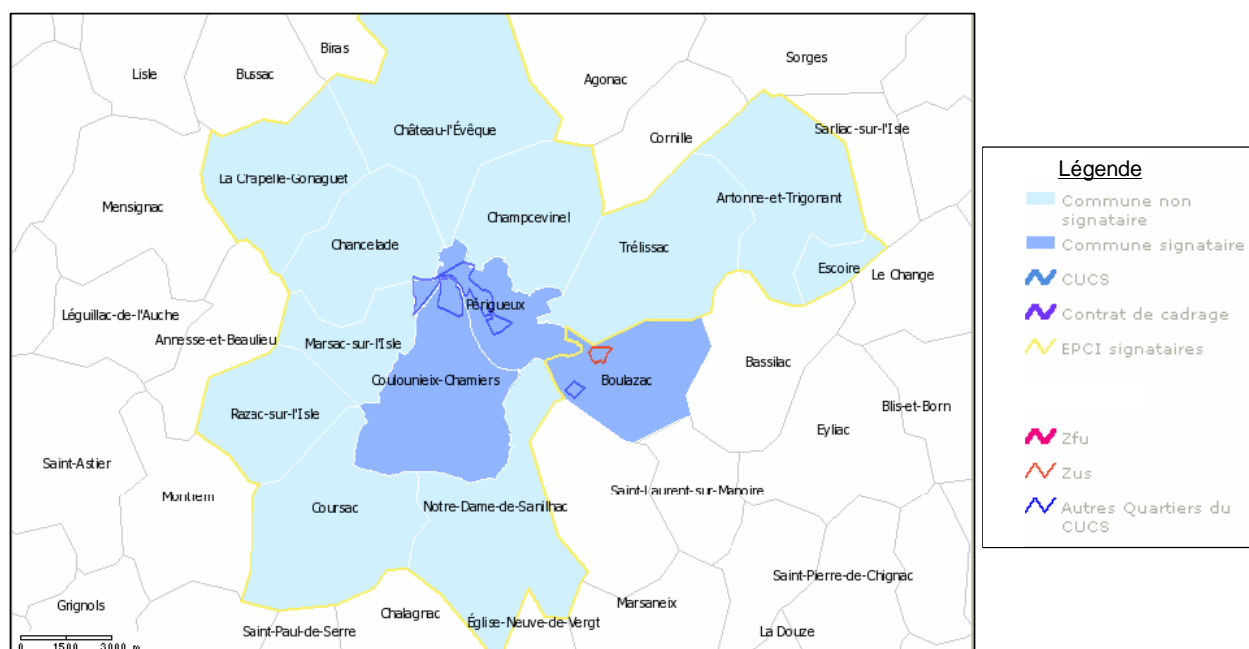 Biras
Lisle
Bussac
Agonac
Sorges
Château-l'Évêque
Cornille
Sarliac-sur-l'Isle
La Chapelle-Gonaguet
Mensignac
Champcevinel
Antonne-et-Trigonant
Chancelade
Trélissac
Escoire
Le Change
Périgueux
Léguillac-de-l'Auche
Annesse-et-Beaulieu
Marsac-sur-l'Isle
Bassilac
Coulounieix-Chamiers
Boulazac
Razac-sur-l'Isle
Blis-et-Born
Eyliac
Saint-Astier
Montrem
Saint-Laurent-sur-Manoire
Coursac
Notre-Dame-de-Sanilhac
Saint-Pierre-de-Chignac
Grignols
Chalagnac
Marsaneix
Église-Neuve-de-Vergt
Saint-Paul-de-Serre
La Douze
0 1500 3000 m
Légende
Commune non
signataire
Commune signataire
CUCS
Contrat de cadrage
EPCI signataires
Zfu
Zus
Autres Quartiers du
CUCS